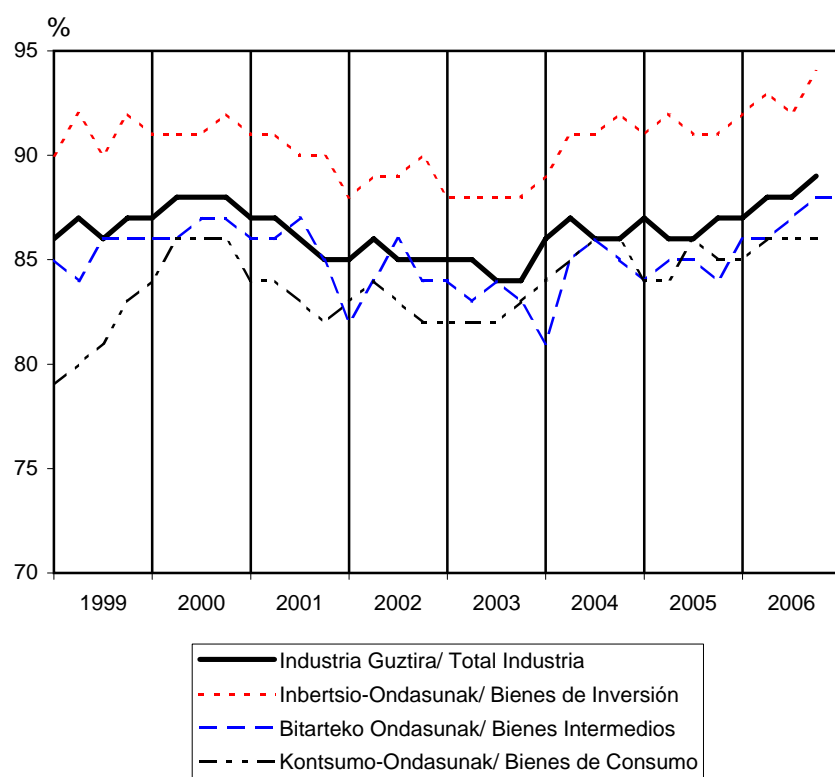 %
95
90
85
80
75
70
1999 2000 2001 2002 2003 2004 2005 2006
Industria Guztira/ Total Industria
Inbertsio-Ondasunak/ Bienes de Inversión
Bitarteko Ondasunak/ Bienes Intermedios
Kontsumo-Ondasunak/ Bienes de Consumo